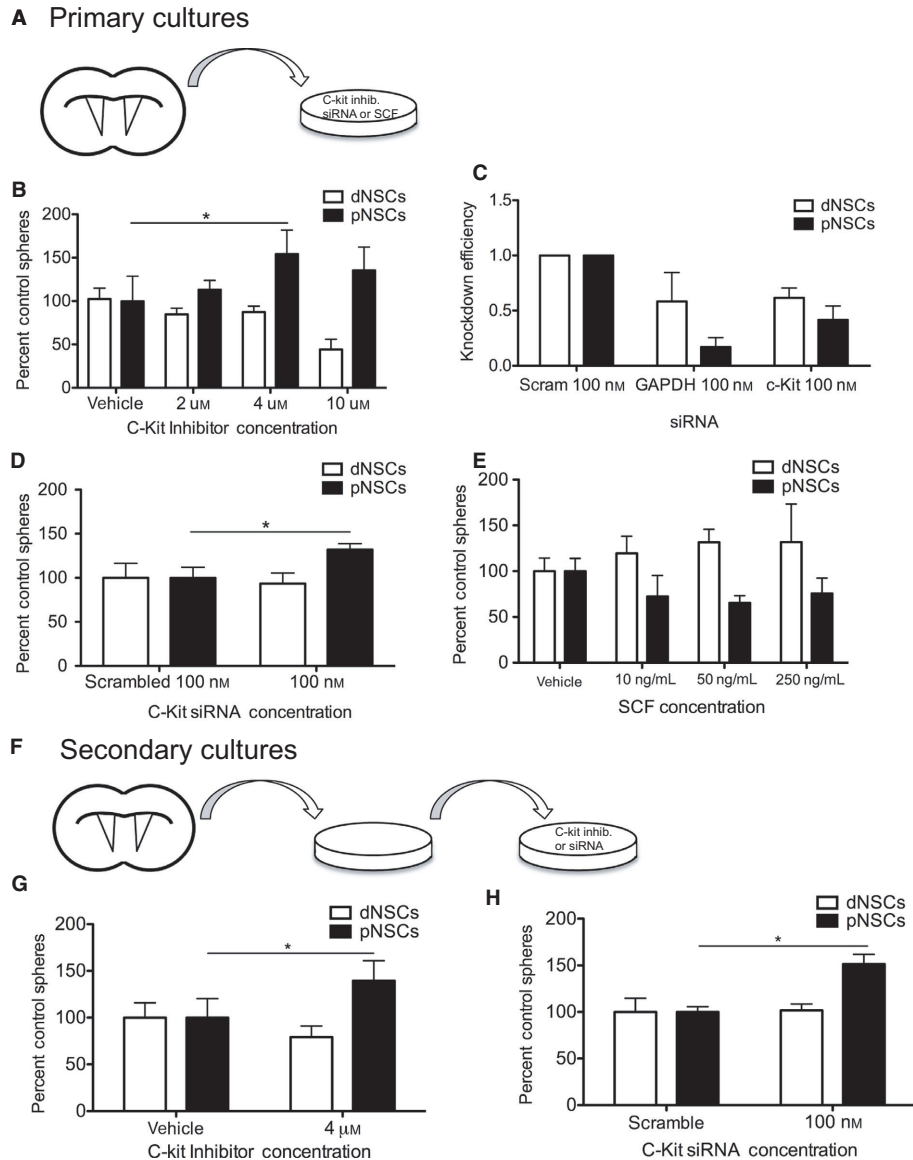 A Primary cultures
C-kit inhib.
siRNA or SCF
B
dNSCs
pNSCs
*
200
150
100
50
0
Percent control spheres
Vehicle 2 uM 4 uM 10 uM
C-Kit Inhibitor concentration
C
dNSCs
pNSCs
1.5
1.0
0.5
0.0
Knockdown efficiency
Scram 100 nM GAPDH 100 nM c-Kit 100 nM
siRNA
D
dNSCs
pNSCs
*
200
150
100
50
0
Percent control spheres
Scrambled 100 nM 100 nM
C-Kit siRNA concentration
E
dNSCs
pNSCs
200
150
100
50
0
Percent control spheres
Vehicle 10 ng/mL 50 ng/mL 250 ng/mL
SCF concentration
F Secondary cultures
C-kit inhib.
or siRNA
G
dNSCs
pNSCs
*
200
150
100
50
0
Percent control spheres
Vehicle 4 μM
C-kit Inhibitor concentration
H
dNSCs
pNSCs
*
200
150
100
50
0
Percent control spheres
Scramble 100 nM
C-Kit siRNA concentration